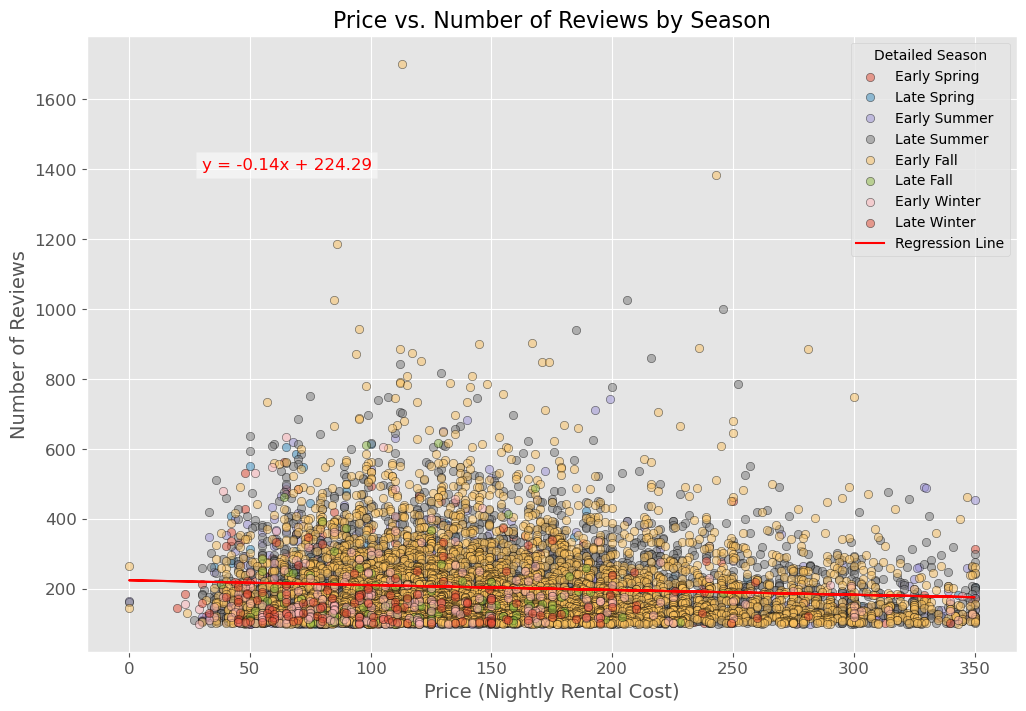 Price vs. Number of Reviews by Season
Detailed Season
Early Spring
Late Spring
Early Summer
Late Summer
Early Fall
Late Fall
Early Winter
Late Winter
Regression Line
y = -0.14x + 224.29
Number of Reviews
1600
1400
1200
1000
800
600
400
200
0 50 100 150 200 250 300 350
Price (Nightly Rental Cost)